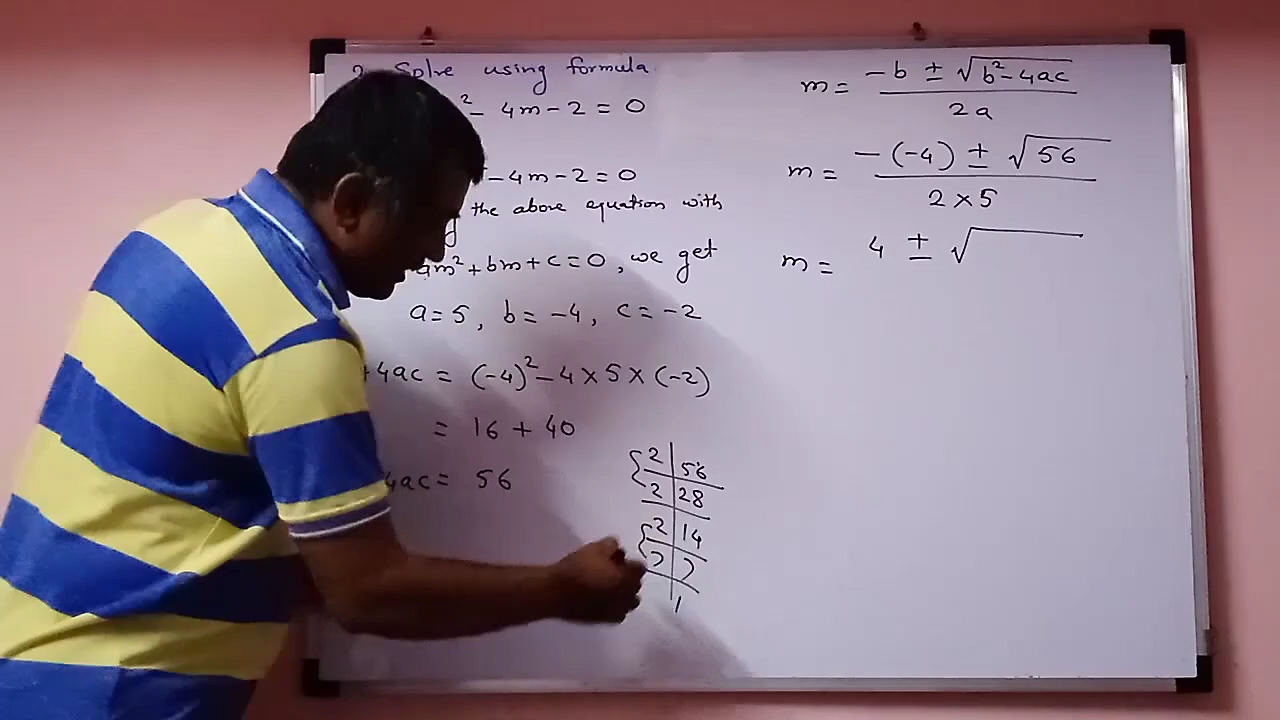 2. Solve using formula.
² - 4m - 2 = 0
- 4m - 2 = 0
the above equation with
am² + bm + c = 0, we get
a = 5, b = -4, c = -2
4ac = (-4)² - 4 × 5 × (-2)
= 16 + 40
4ac = 56
2 | 56
2 | 28
2 | 14
7 | 7
1
m = -b ± √b² - 4ac
2a
m = -(-4) ± √56
2 × 5
m = 4 ± √